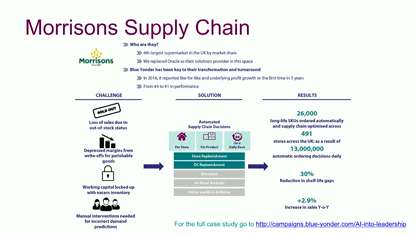 Morrisons Supply Chain
Morrisons
Who are they?
4th largest supermarket in the UK by market share
We replaced Oracle as their solutions provider in this space
Blue Yonder has been key to their transformation and turnaround
In 2016, it reported like-for-like and underlying profit growth for the first time in 5 years
From #4 to #1 in performance
CHALLENGE
SOLUTION
RESULTS
SOLD OUT
Loss of sales due to
out-of-stock status
Depressed margins from
write-offs for perishable
goods
Working capital locked up
with excess inventory
Manual interventions needed
for incorrect demand
predictions
Automated
Supply Chain Decisions
Per Store
Per Product
On a
Daily Basis
Store Replenishment
DC Replenishment
Allocation
26,000
long-life SKUs ordered automatically
and supply chain optimised across
491
stores across the UK; as a result of
13,000,000
automatic ordering decisions daily
30%
Reduction in shelf-life gaps
+2.9%
Increase in sales Y-o-Y
For the full case study go to http://campaigns.blue-yonder.com/AI-into-leadership